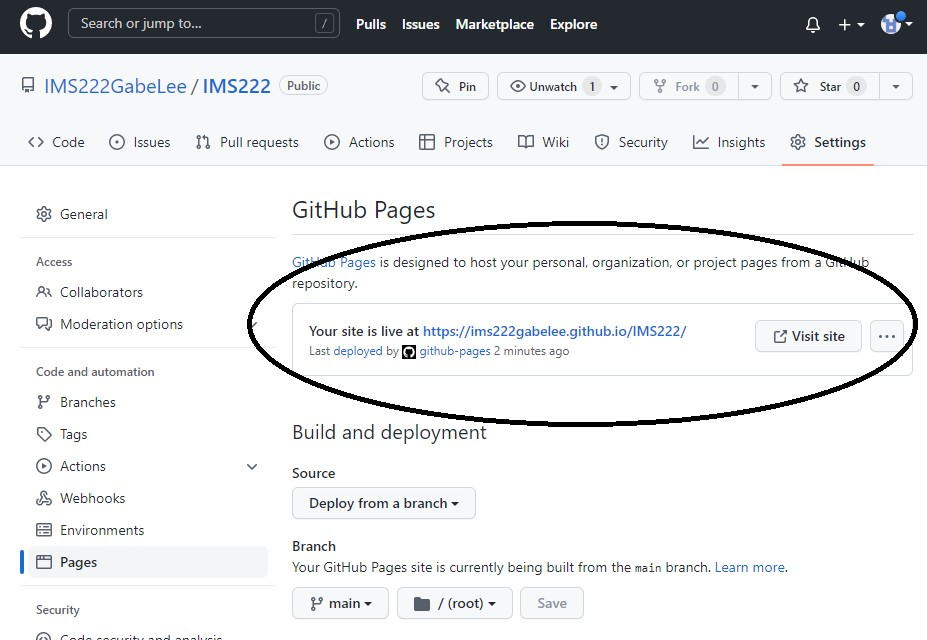 Search or jump to... / Pulls Issues Marketplace Explore
IMS222GabeLee / IMS222 Public Pin Unwatch 1 Fork 0 Star 0
Code Issues Pull requests Actions Projects Wiki Security Insights Settings
General
Access
Collaborators
Moderation options
Code and automation
Branches
Tags
Actions
Webhooks
Environments
Pages
Security
Code security and analysis
GitHub Pages
GitHub Pages is designed to host your personal, organization, or project pages from a GitHub
repository.
Your site is live at https://ims222gabelee.github.io/IMS222/
Last deployed by github-pages 2 minutes ago
Visit site
Build and deployment
Source
Deploy from a branch
Branch
Your GitHub Pages site is currently being built from the main branch. Learn more.
main / (root) Save